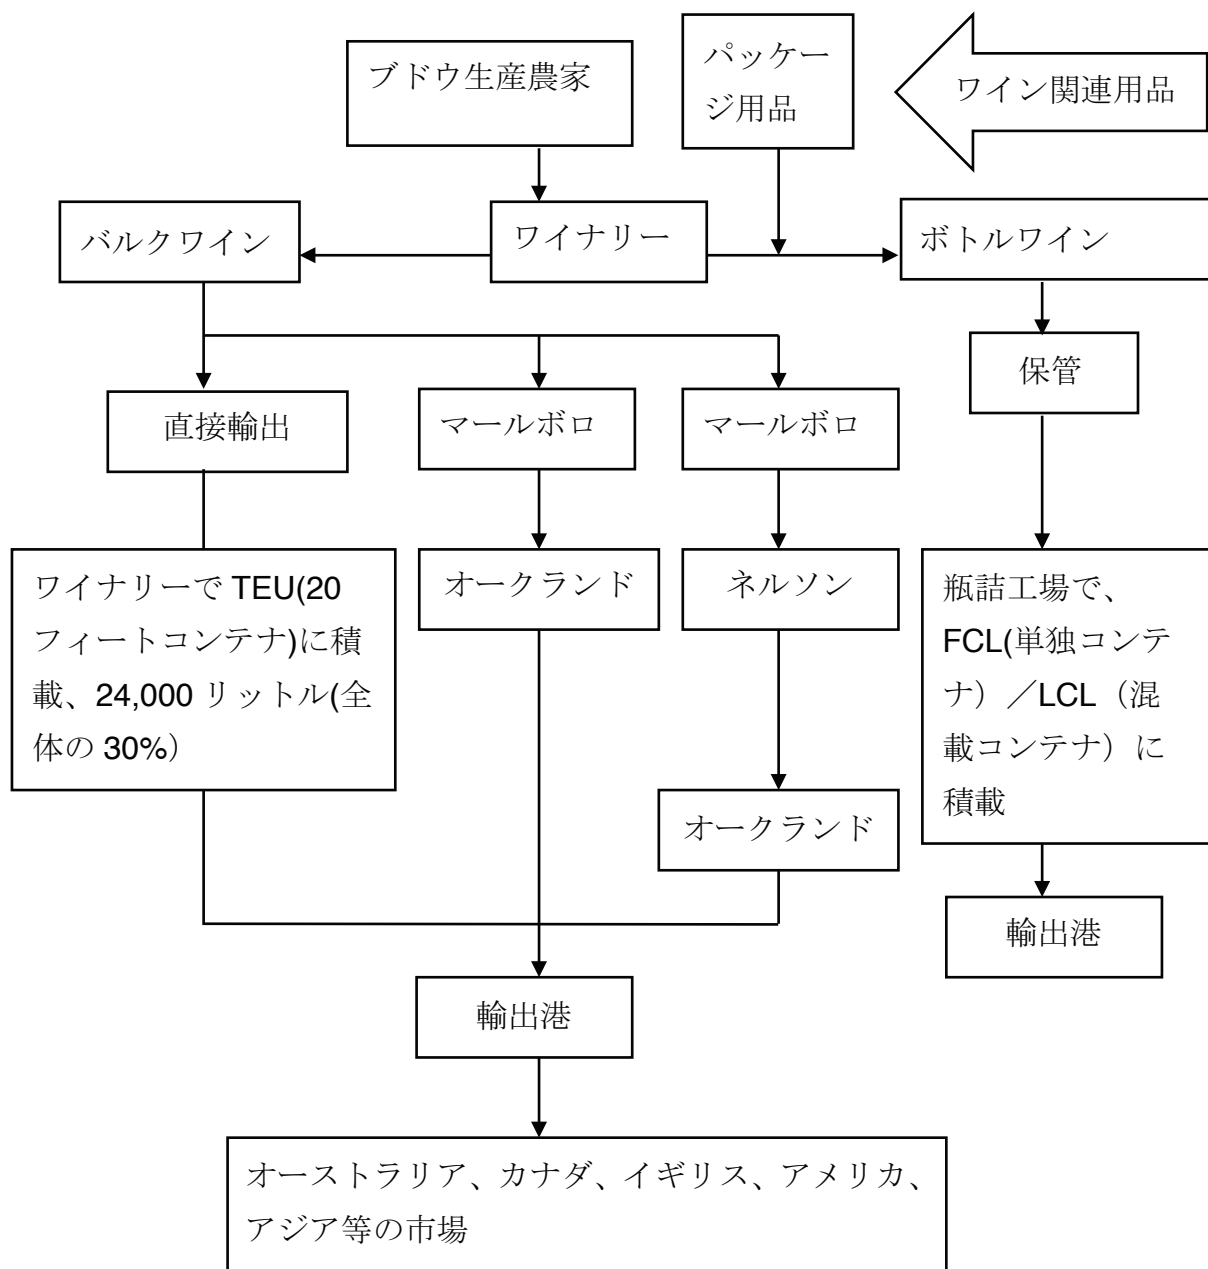 ブドウ生産農家
パッケー
ジ用品
ワイン関連用品
バルクワイン
ワイナリー
ボトルワイン
保管
直接輸出
マールボロ
マールボロ
ワイナリーで TEU(20
フィートコンテナ)に積
載、24,000 リットル(全
体の 30%）
オークランド
ネルソン
瓶詰工場で、
FCL(単独コンテ
ナ）／LCL（混
載コンテナ）に
積載
オークランド
輸出港
輸出港
オーストラリア、カナダ、イギリス、アメリカ、
アジア等の市場